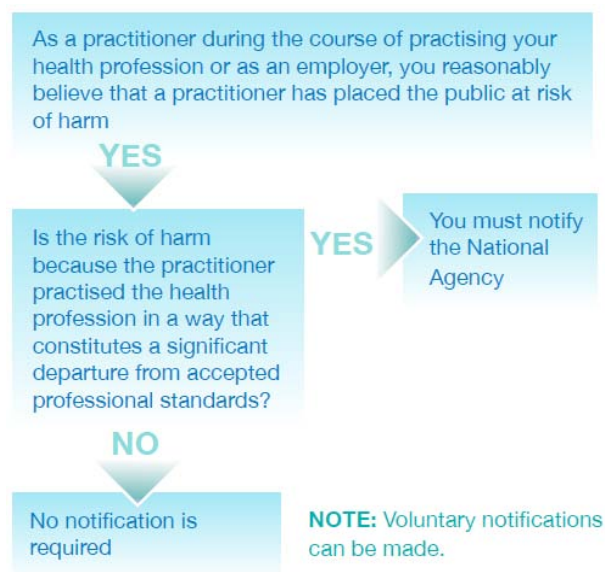 As a practitioner during the course of practising your
health profession or as an employer, you reasonably
believe that a practitioner has placed the public at risk
of harm
YES
Is the risk of harm
because the practitioner
practised the health
profession in a way that
constitutes a significant
departure from accepted
professional standards?
YES
You must notify
the National
Agency
NO
No notification is
required
NOTE: Voluntary notifications
can be made.